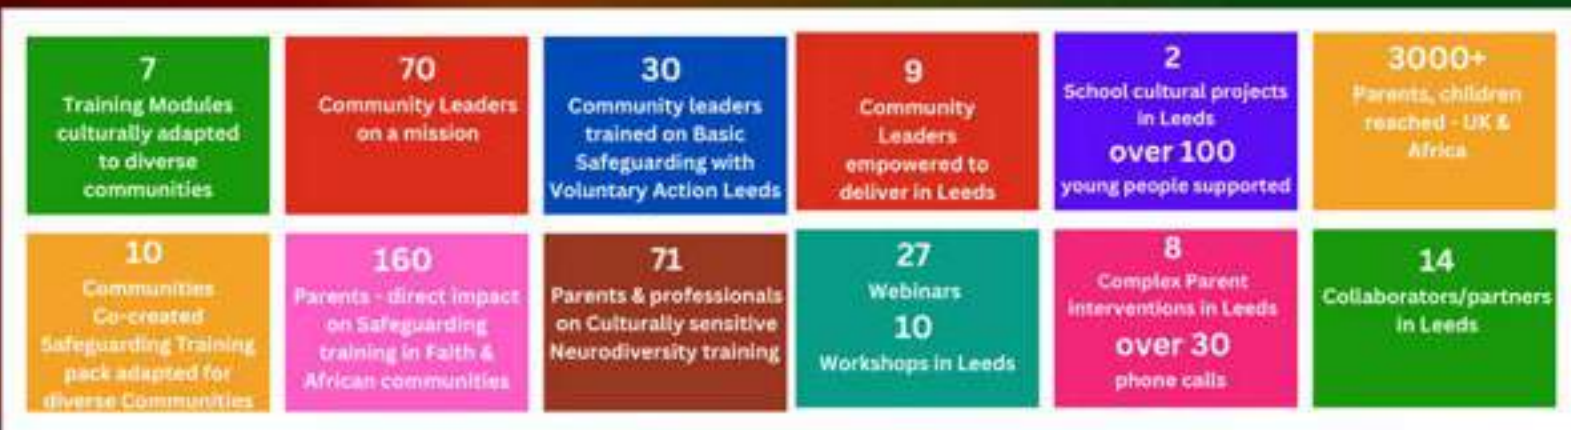 7
Training Modules
culturally adapted
to diverse
communities
70
Community Leaders
on a mission
30
Community leaders
trained on Basic
Safeguarding with
Voluntary Action Leeds
9
Community
Leaders
empowered to
deliver in Leeds
2
School cultural projects
in Leeds
over 100
young people supported
3000+
Parents, children
reached - UK &
Africa
10
Communities
Co-created
Safeguarding Training
pack adapted for
diverse Communities
160
Parents - direct impact
on Safeguarding
training in Faith &
African communities
71
Parents & professionals
on Culturally sensitive
Neurodiversity training
27
Webinars
10
Workshops in Leeds
8
Complex Parent
interventions in Leeds
over 30
phone calls
14
Collaborators/partners
in Leeds